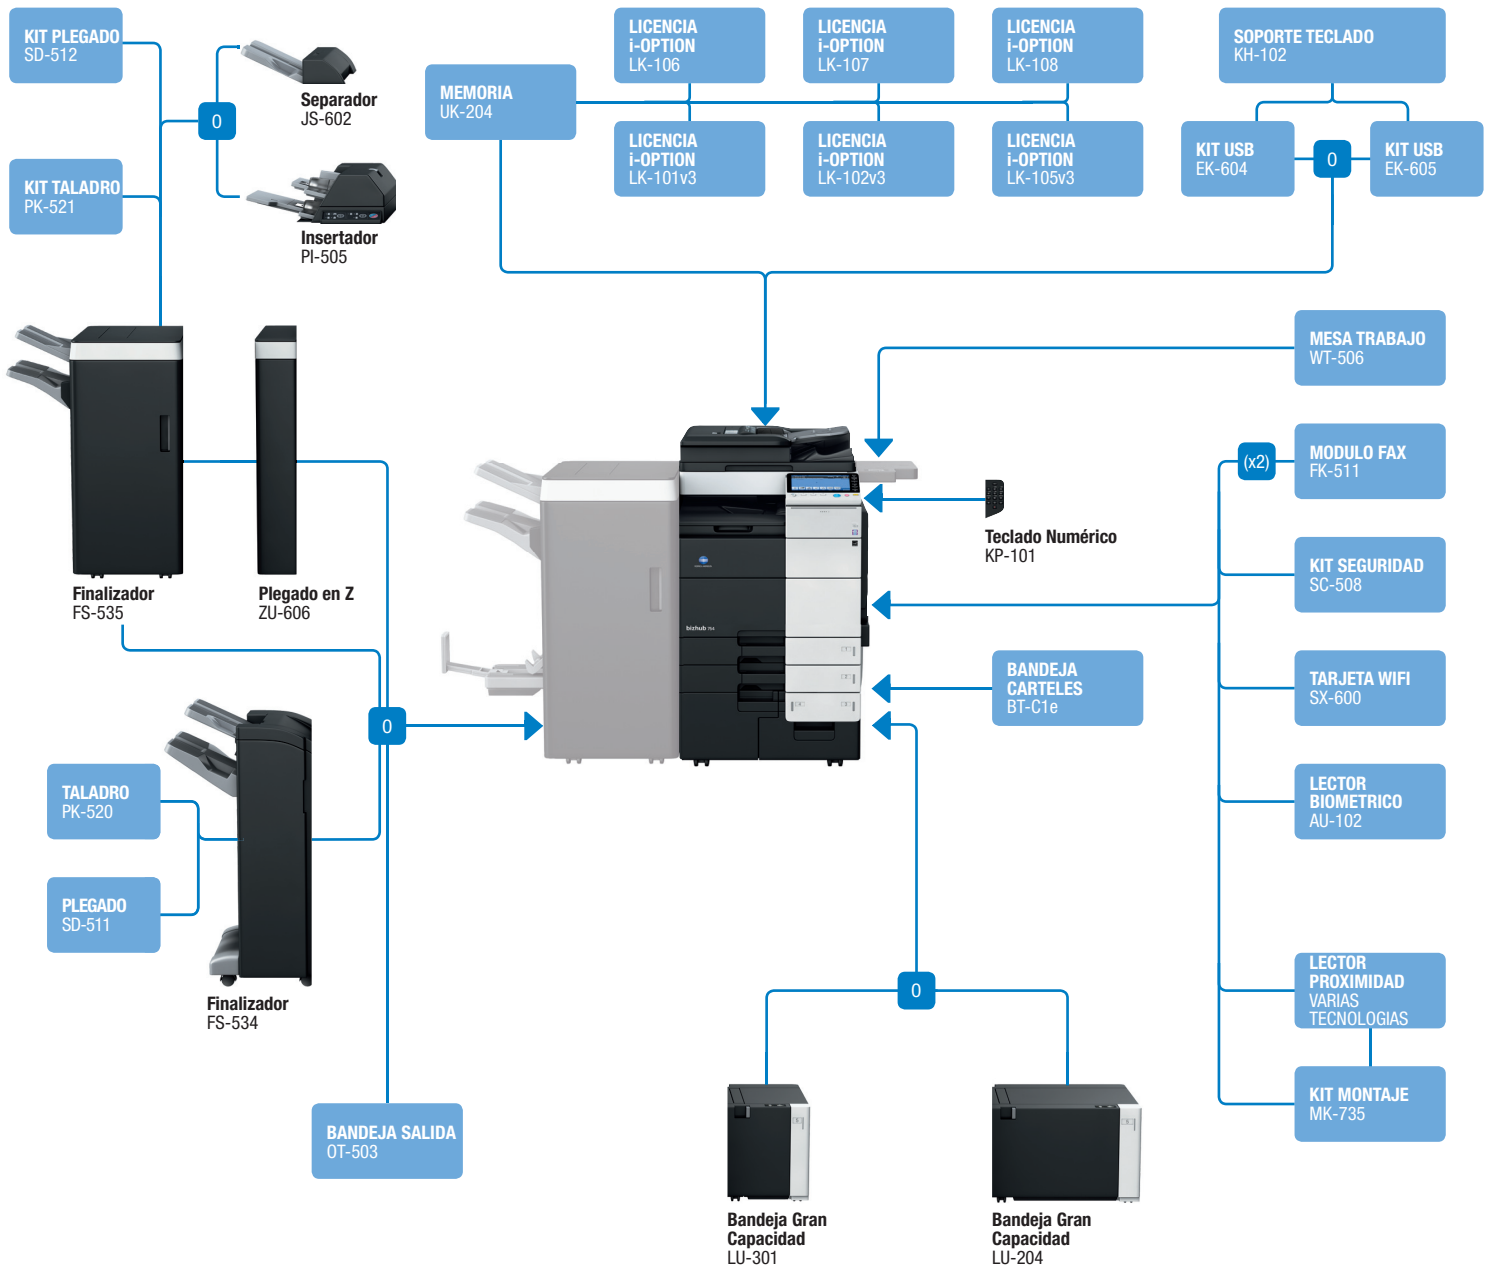 KIT PLEGADO
SD-512
Separador
JS-602
0
KIT TALADRO
PK-521
Insertador
PI-505
MEMORIA
UK-204
LICENCIA
i-OPTION
LK-106
LICENCIA
i-OPTION
LK-107
LICENCIA
i-OPTION
LK-108
LICENCIA
i-OPTION
LK-101v3
LICENCIA
i-OPTION
LK-102v3
LICENCIA
i-OPTION
LK-105v3
SOPORTE TECLADO
KH-102
KIT USB
EK-604
0
KIT USB
EK-605
MESA TRABAJO
WT-506
(x2)
MODULO FAX
FK-511
Teclado Numérico
KP-101
KIT SEGURIDAD
SC-508
Finalizador
FS-535
Plegado en Z
ZU-606
bizhub 754
BANDEJA
CARTELES
BT-C1e
TARJETA WIFI
SX-600
0
TALADRO
PK-520
PLEGADO
SD-511
LECTOR
BIOMETRICO
AU-102
Finalizador
FS-534
0
LECTOR
PROXIMIDAD
VARIAS
TECNOLOGIAS
KIT MONTAJE
MK-735
BANDEJA SALIDA
OT-503
Bandeja Gran
Capacidad
LU-301
Bandeja Gran
Capacidad
LU-204